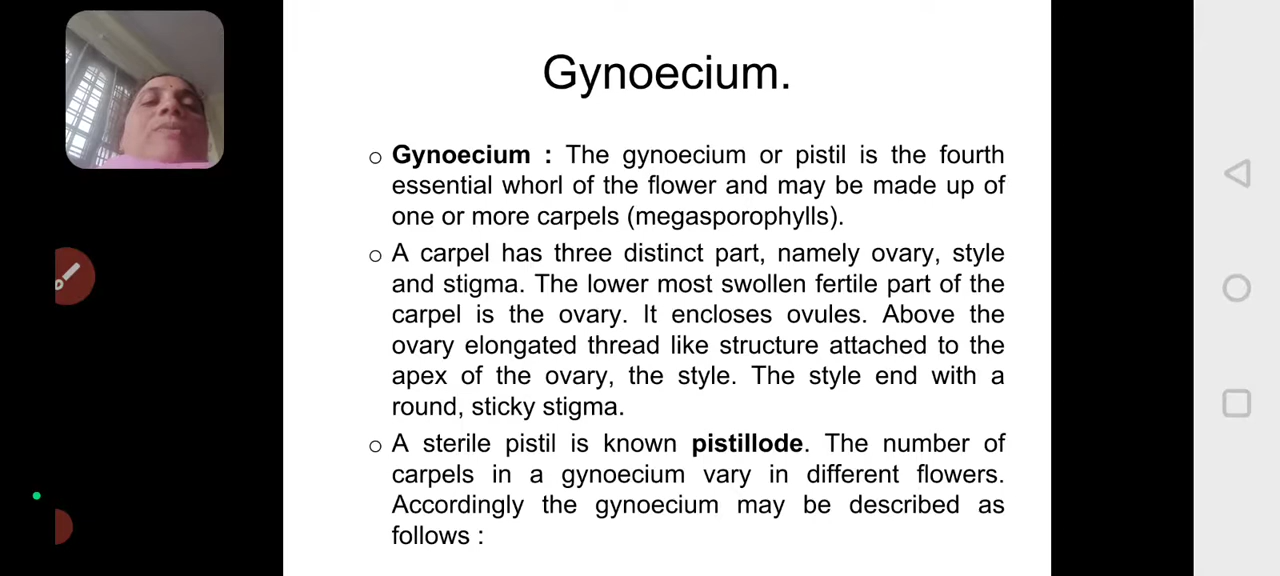 Gynoecium.
Gynoecium : The gynoecium or pistil is the fourth
essential whorl of the flower and may be made up of
one or more carpels (megasporophylls).
A carpel has three distinct part, namely ovary, style
and stigma. The lower most swollen fertile part of the
carpel is the ovary. It encloses ovules. Above the
ovary elongated thread like structure attached to the
apex of the ovary, the style. The style end with a
round, sticky stigma.
A sterile pistil is known pistillode. The number of
carpels in a gynoecium vary in different flowers.
Accordingly the gynoecium may be described as
follows :